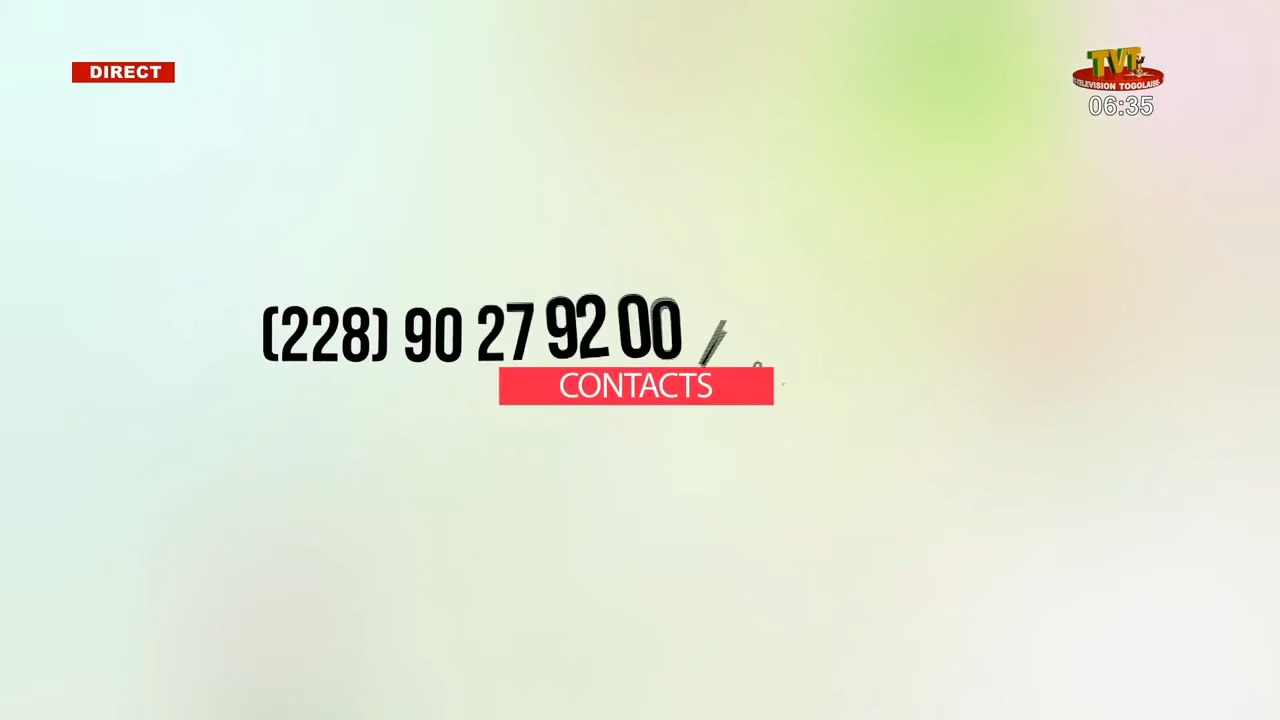 DIRECT
TVT
TELEVISION TOGOLAISE
06:35
(228) 90 27 92 00 /
CONTACTS